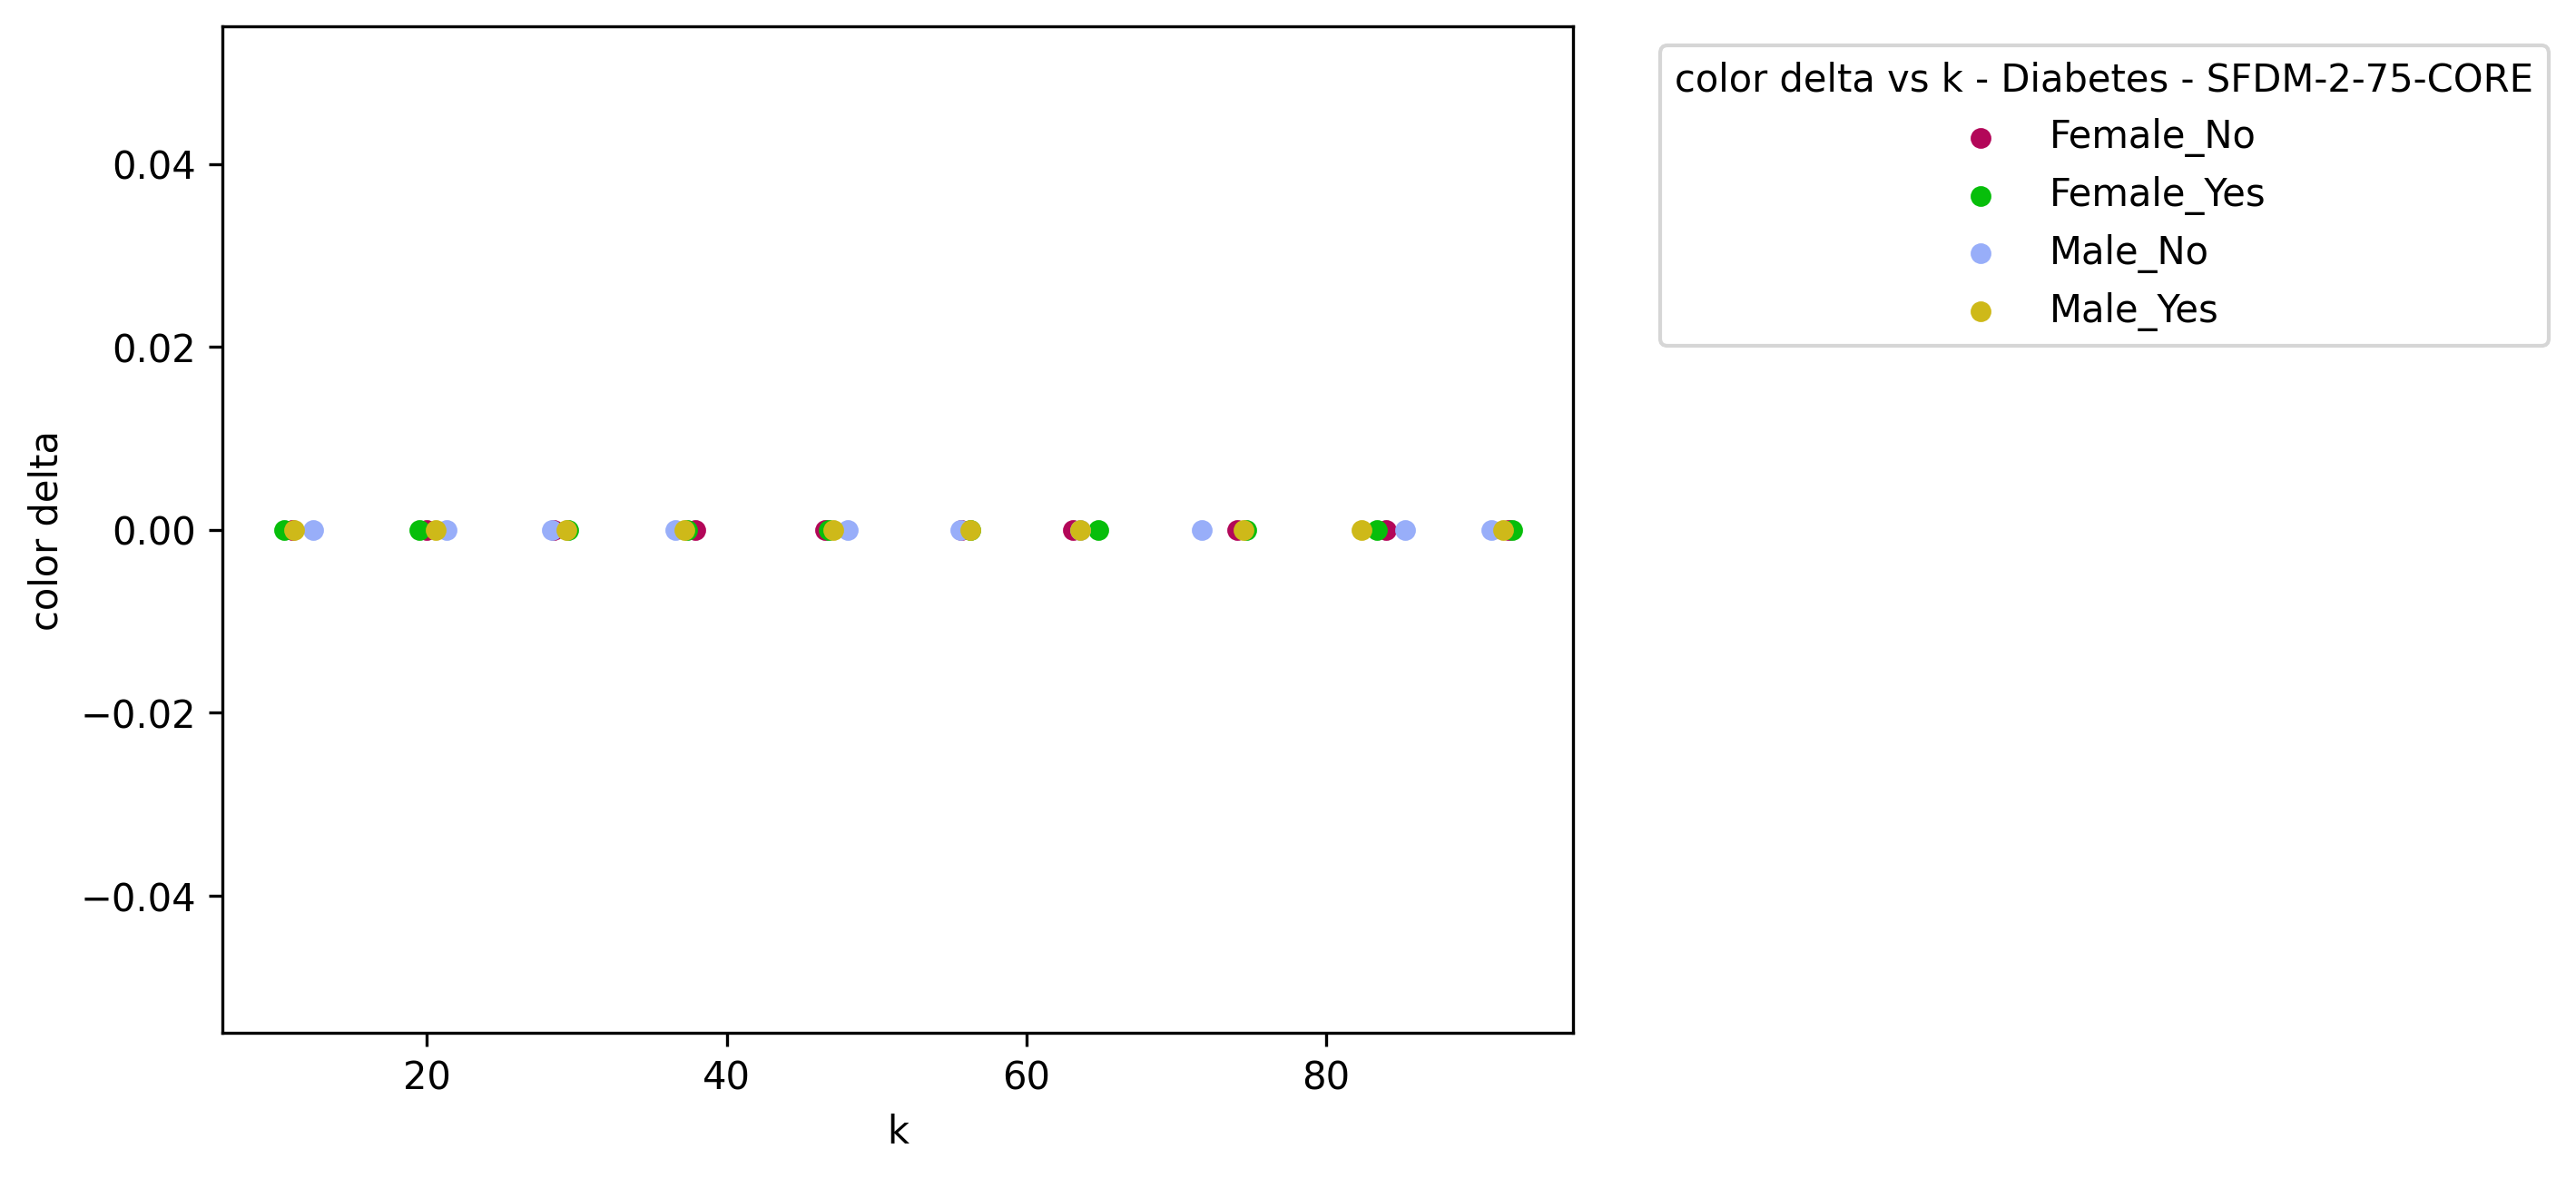 color delta vs k - Diabetes - SFDM-2-75-CORE
Female_No
Female_Yes
Male_No
Male_Yes
0.04
0.02
0.00
−0.02
−0.04
color delta
20 40 60 80
k